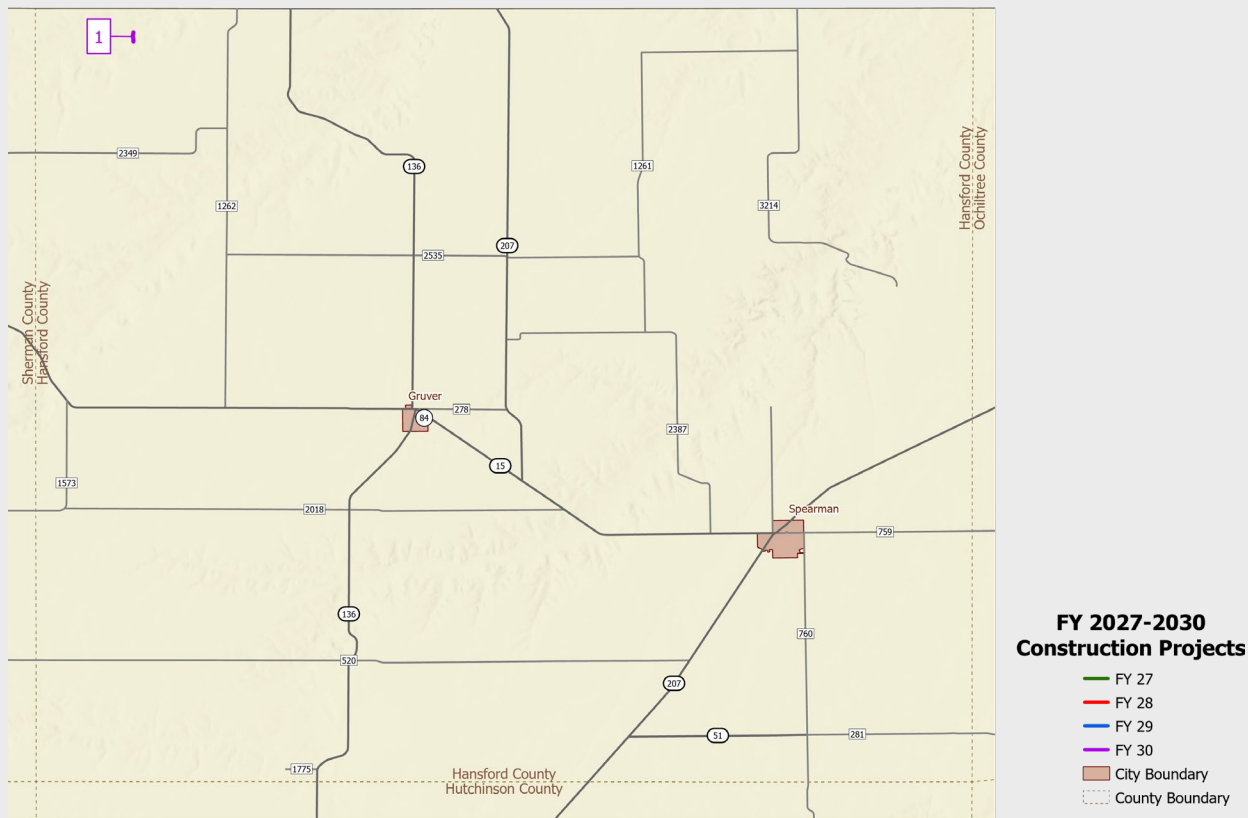 1
2349
136
1261
1262
3214
Hansford County
Ochiltree County
207
2535
Sherman County
Hansford County
Gruver
84
278
2387
15
1573
2018
Spearman
759
136
760
520
207
51
281
1775
Hansford County
Hutchinson County
FY 2027-2030
Construction Projects
FY 27
FY 28
FY 29
FY 30
City Boundary
County Boundary